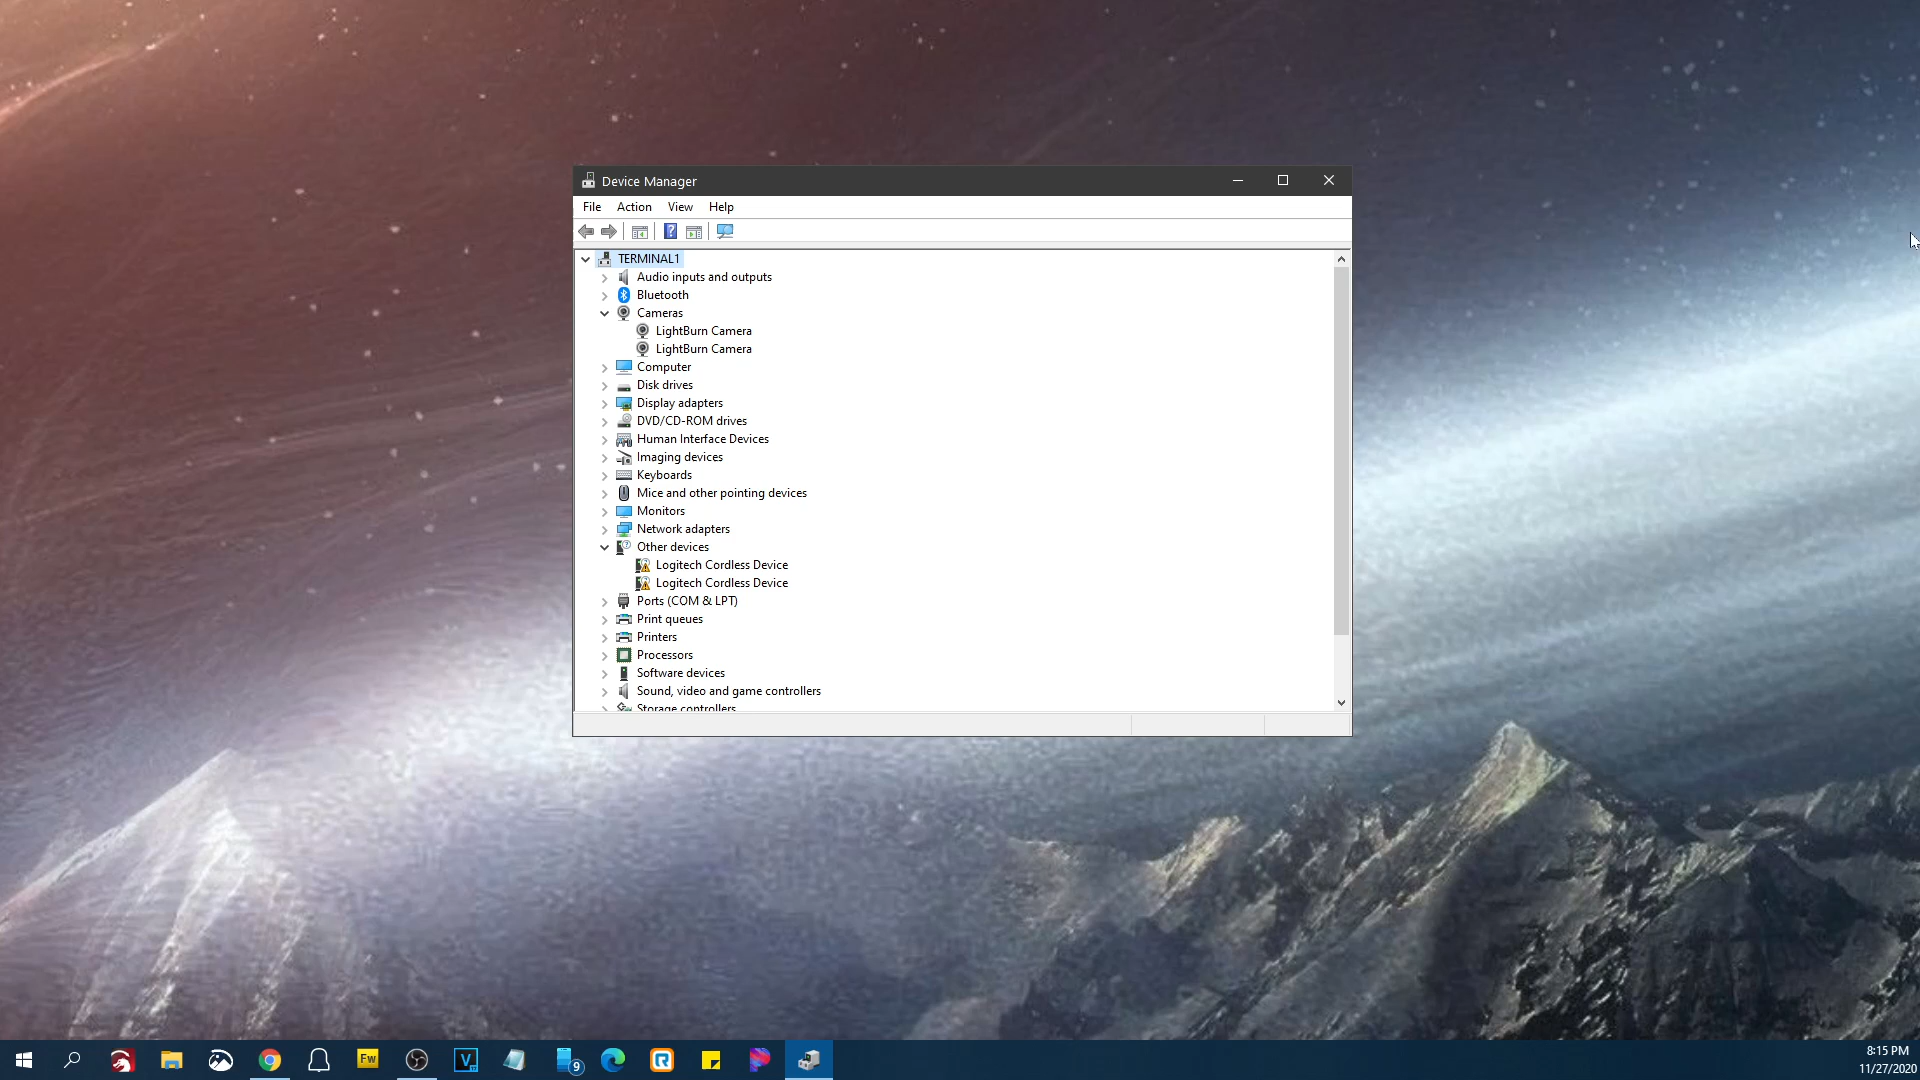 Device Manager
File Action View Help
TERMINAL1
Audio inputs and outputs
Bluetooth
Cameras
LightBurn Camera
LightBurn Camera
Computer
Disk drives
Display adapters
DVD/CD-ROM drives
Human Interface Devices
Imaging devices
Keyboards
Mice and other pointing devices
Monitors
Network adapters
Other devices
Logitech Cordless Device
Logitech Cordless Device
Ports (COM & LPT)
Print queues
Printers
Processors
Software devices
Sound, video and game controllers
Storage controllers
Fw
V
9
R
8:15 PM
11/27/2020